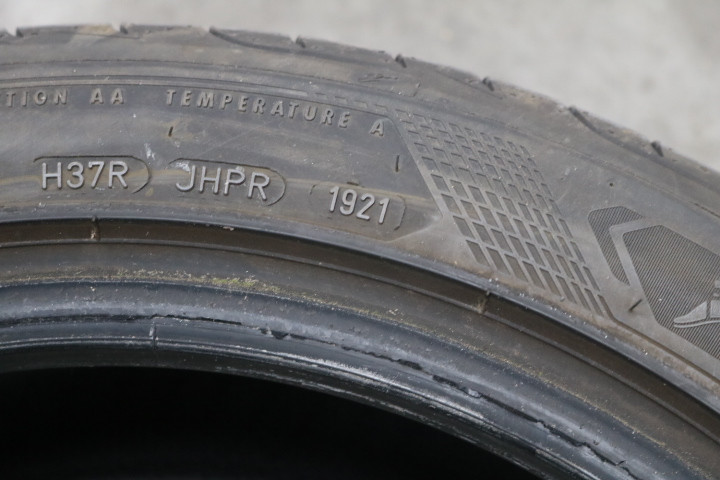 TION AA TEMPERATURE A
H37R JHPR 1921